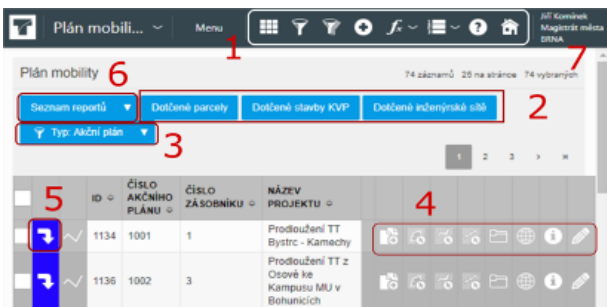 Plán mobili...
Menu
1
Jiří Kominek
Magistrát města
BRNA
7
Plán mobility
6
74 záznamů 26 na stránce 74 vybraných
Seznam reportů
Dotčené parcely
Dotčené stavby KVP
Dotčené inženýrské sítě
2
Typ: Akční plán
3
1 2 3
5
4
ID
ČÍSLO
AKČNÍHO
PLÁNU
ČÍSLO
ZÁSOBNÍKU
NÁZEV
PROJEKTU
1134 1001 1
Prodloužení TT
Bystrc - Kamechy
1136 1002 3
Prodloužení TT z
Osové ke
Kampusu MU v
Bohunicích